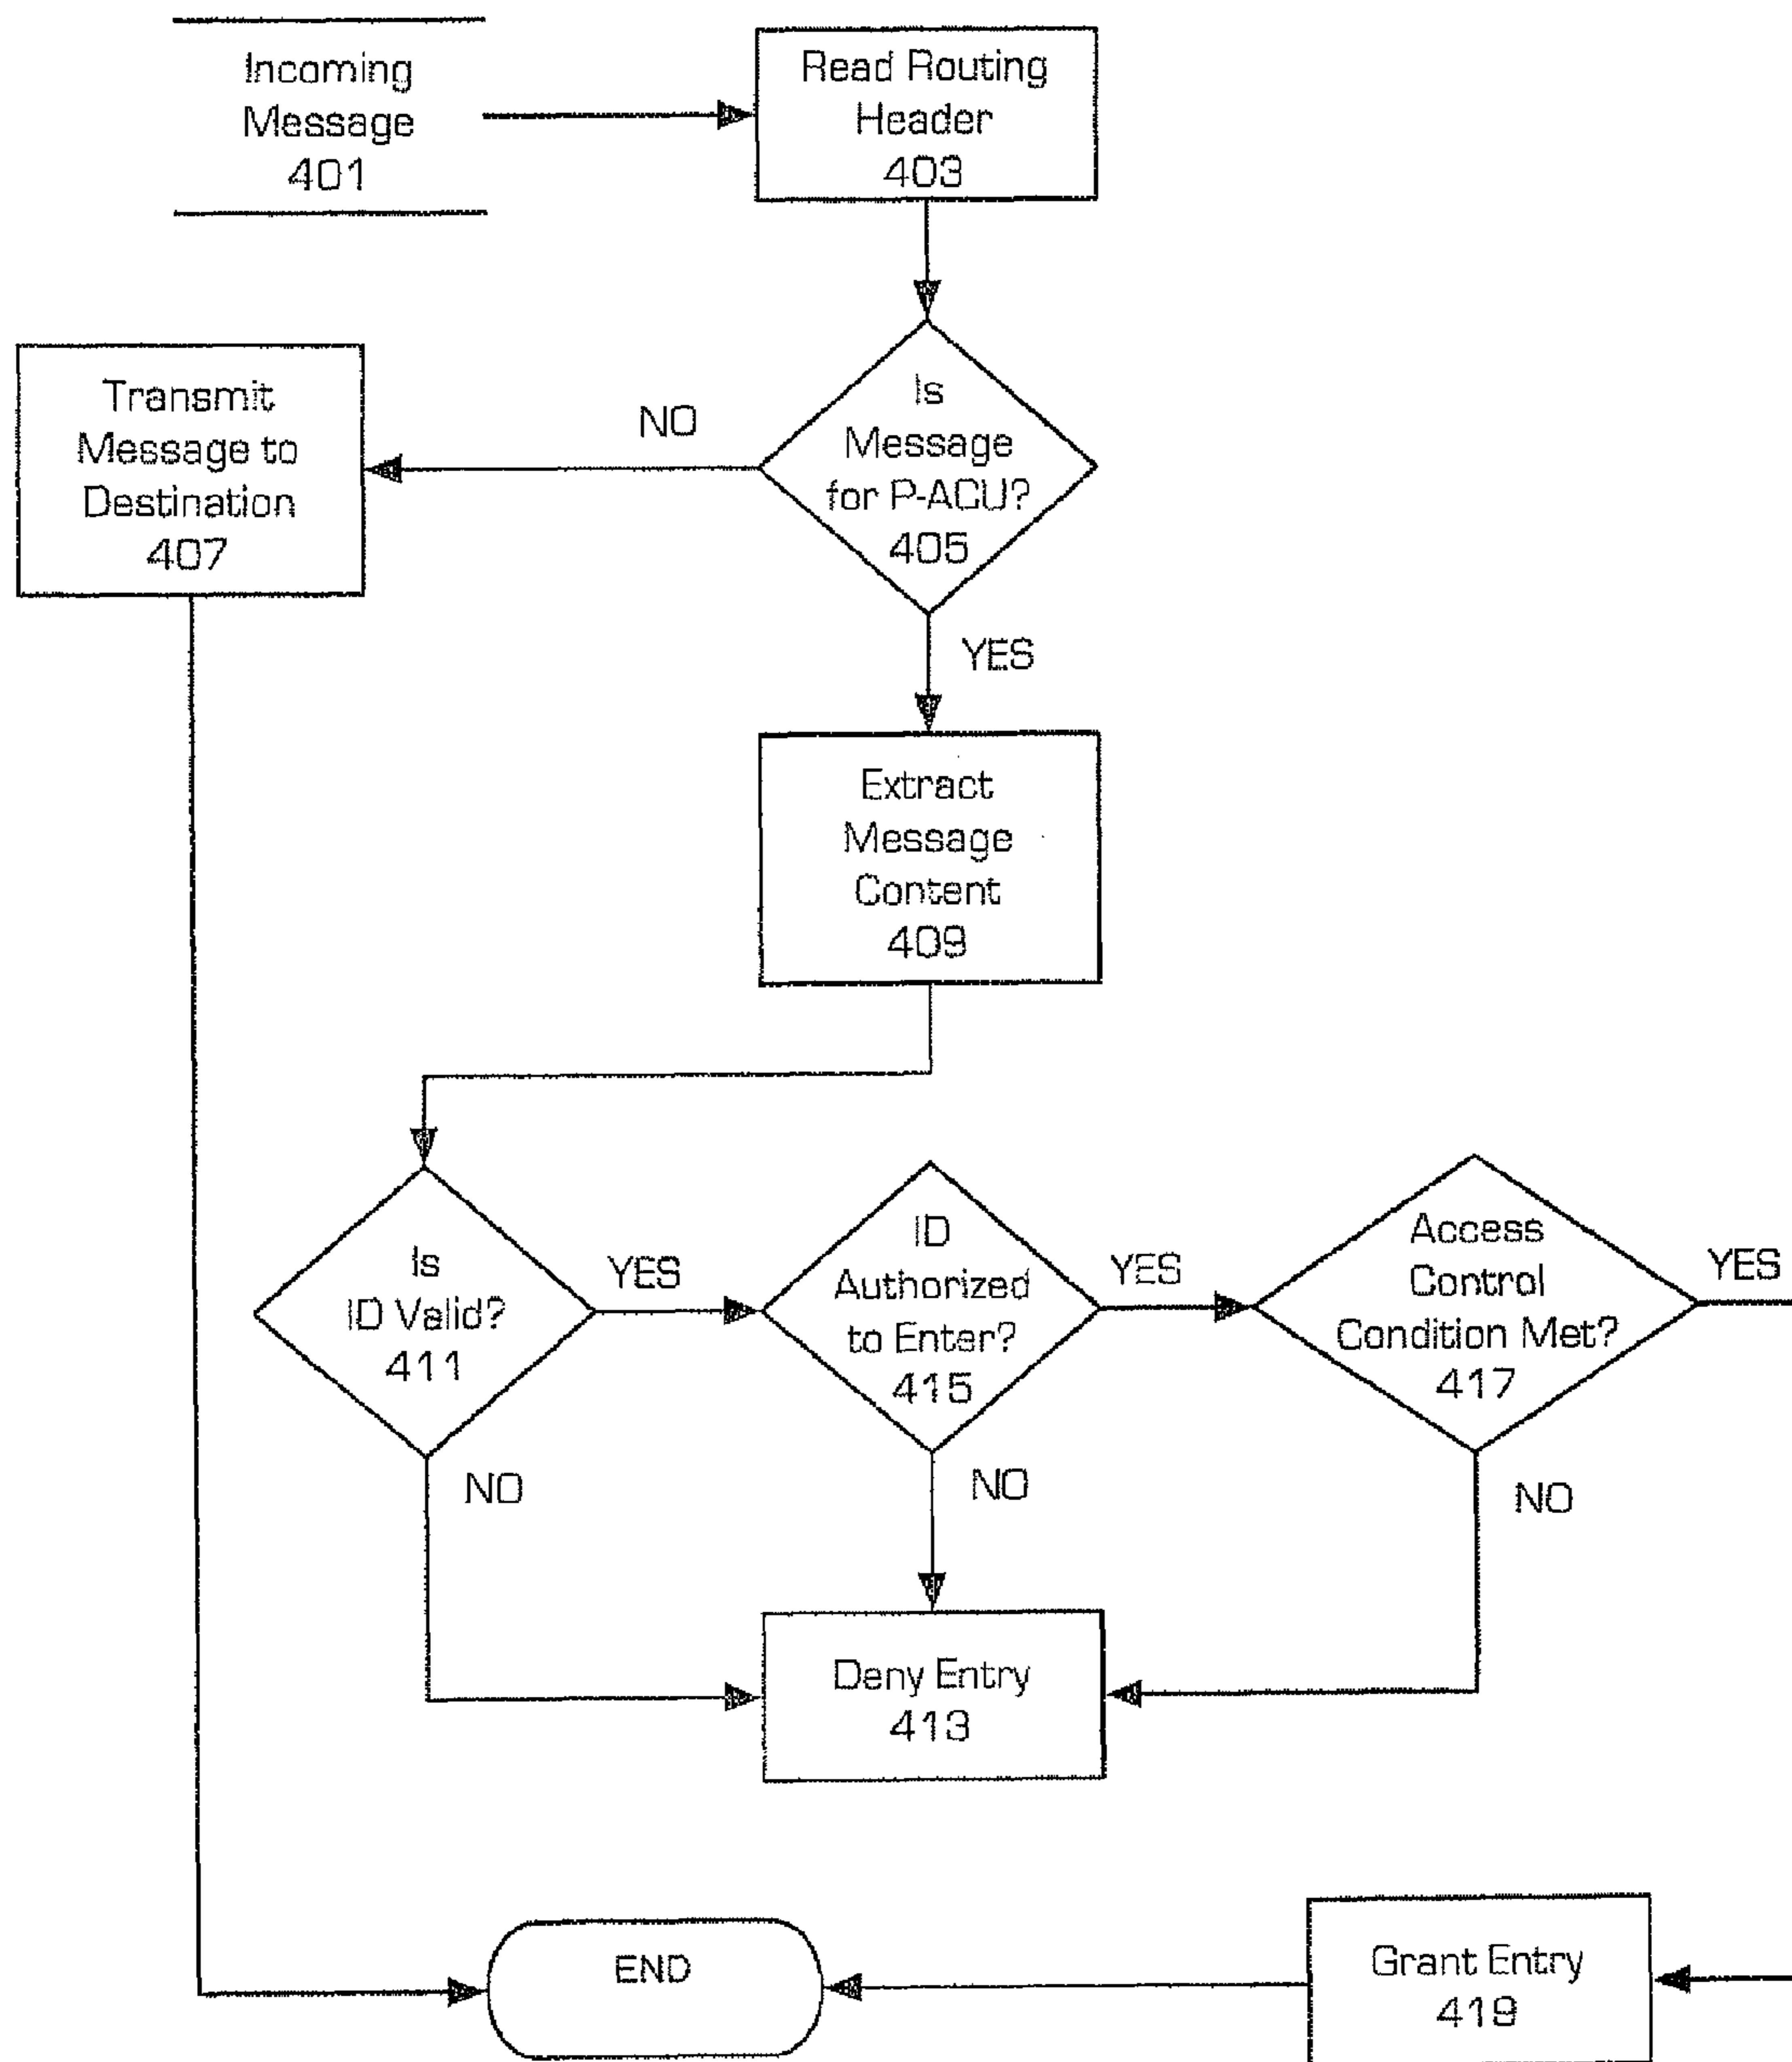 Incoming
Message
401
Read Routing
Header
403
Is
Message
for P-ACU?
405
NO
Transmit
Message to
Destination
407
YES
Extract
Message
Content
409
Is
ID Valid?
411
YES
ID
Authorized
to Enter?
415
YES
Access
Control
Condition Met?
417
YES
NO
NO
NO
Deny Entry
413
END
Grant Entry
419